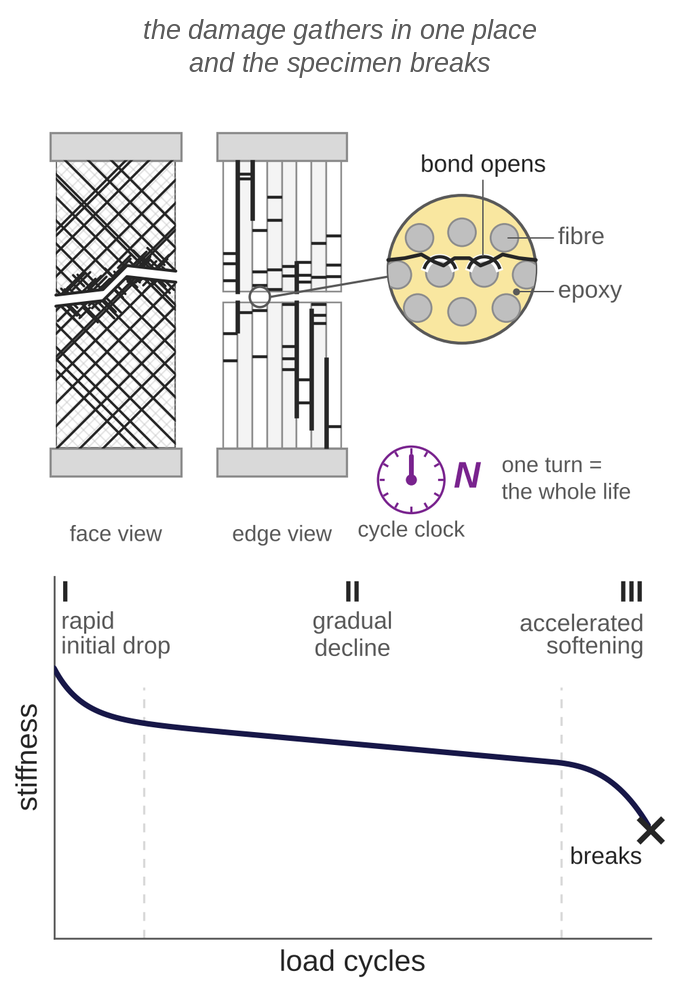 the damage gathers in one place
and the specimen breaks
bond opens
fibre
epoxy
N
one turn =
the whole life
face view
edge view
cycle clock
I
rapid
initial drop
II
gradual
decline
III
accelerated
softening
stiffness
breaks
load cycles